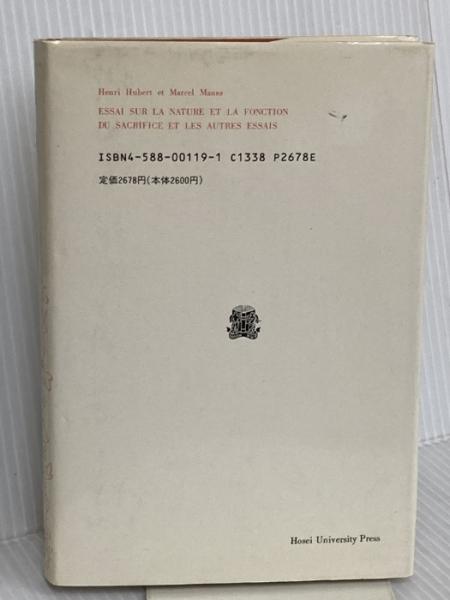 Henri Hubert et Marcel Mauss
ESSAI SUR LA NATURE ET LA FONCTION
DU SACRIFICE ET LES AUTRES ESSAIS
ISBN4-588-00119-1 C1338 P2678E
定価2678円(本体2600円)
Hosei University Press